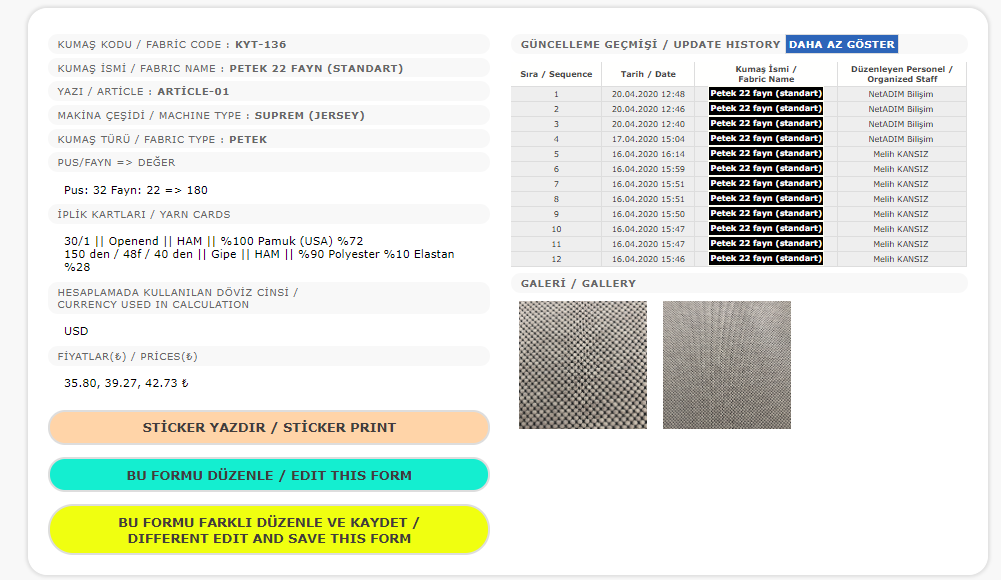 KUMAŞ KODU / FABRİC CODE : KYT-136
KUMAŞ İSMİ / FABRİC NAME : PETEK 22 FAYN (STANDART)
YAZI / ARTİCLE : ARTİCLE-01
MAKİNA ÇEŞİDİ / MACHINE TYPE : SUPREM (JERSEY)
KUMAŞ TÜRÜ / FABRIC TYPE : PETEK
PUS/FAYN => DEĞER
Pus: 32 Fayn: 22 => 180
İPLİK KARTLARI / YARN CARDS
30/1 || Openend || HAM || %100 Pamuk (USA) %72
150 den / 48f / 40 den || Gipe || HAM || %90 Polyester %10 Elastan
%28
HESAPLAMADA KULLANILAN DÖVİZ CİNSİ /
CURRENCY USED IN CALCULATION
USD
FİYATLAR(₺) / PRİCES(₺)
35.80, 39.27, 42.73 ₺
STİCKER YAZDIR / STİCKER PRINT
BU FORMU DÜZENLE / EDIT THIS FORM
BU FORMU FARKLI DÜZENLE VE KAYDET /
DIFFERENT EDIT AND SAVE THIS FORM
GÜNCELLEME GEÇMİŞİ / UPDATE HISTORY DAHA AZ GÖSTER
Sıra / Sequence Tarih / Date Kumaş İsmi / Fabric Name Düzenleyen Personel / Organized Staff
1 20.04.2020 12:48 Petek 22 fayn (standart) NetADIM Bilişim
2 20.04.2020 12:46 Petek 22 fayn (standart) NetADIM Bilişim
3 20.04.2020 12:40 Petek 22 fayn (standart) NetADIM Bilişim
4 17.04.2020 15:04 Petek 22 fayn (standart) NetADIM Bilişim
5 16.04.2020 16:14 Petek 22 fayn (standart) Melih KANSIZ
6 16.04.2020 15:59 Petek 22 fayn (standart) Melih KANSIZ
7 16.04.2020 15:51 Petek 22 fayn (standart) Melih KANSIZ
8 16.04.2020 15:51 Petek 22 fayn (standart) Melih KANSIZ
9 16.04.2020 15:50 Petek 22 fayn (standart) Melih KANSIZ
10 16.04.2020 15:47 Petek 22 fayn (standart) Melih KANSIZ
11 16.04.2020 15:47 Petek 22 fayn (standart) Melih KANSIZ
12 16.04.2020 15:46 Petek 22 fayn (standart) Melih KANSIZ
GALERİ / GALLERY